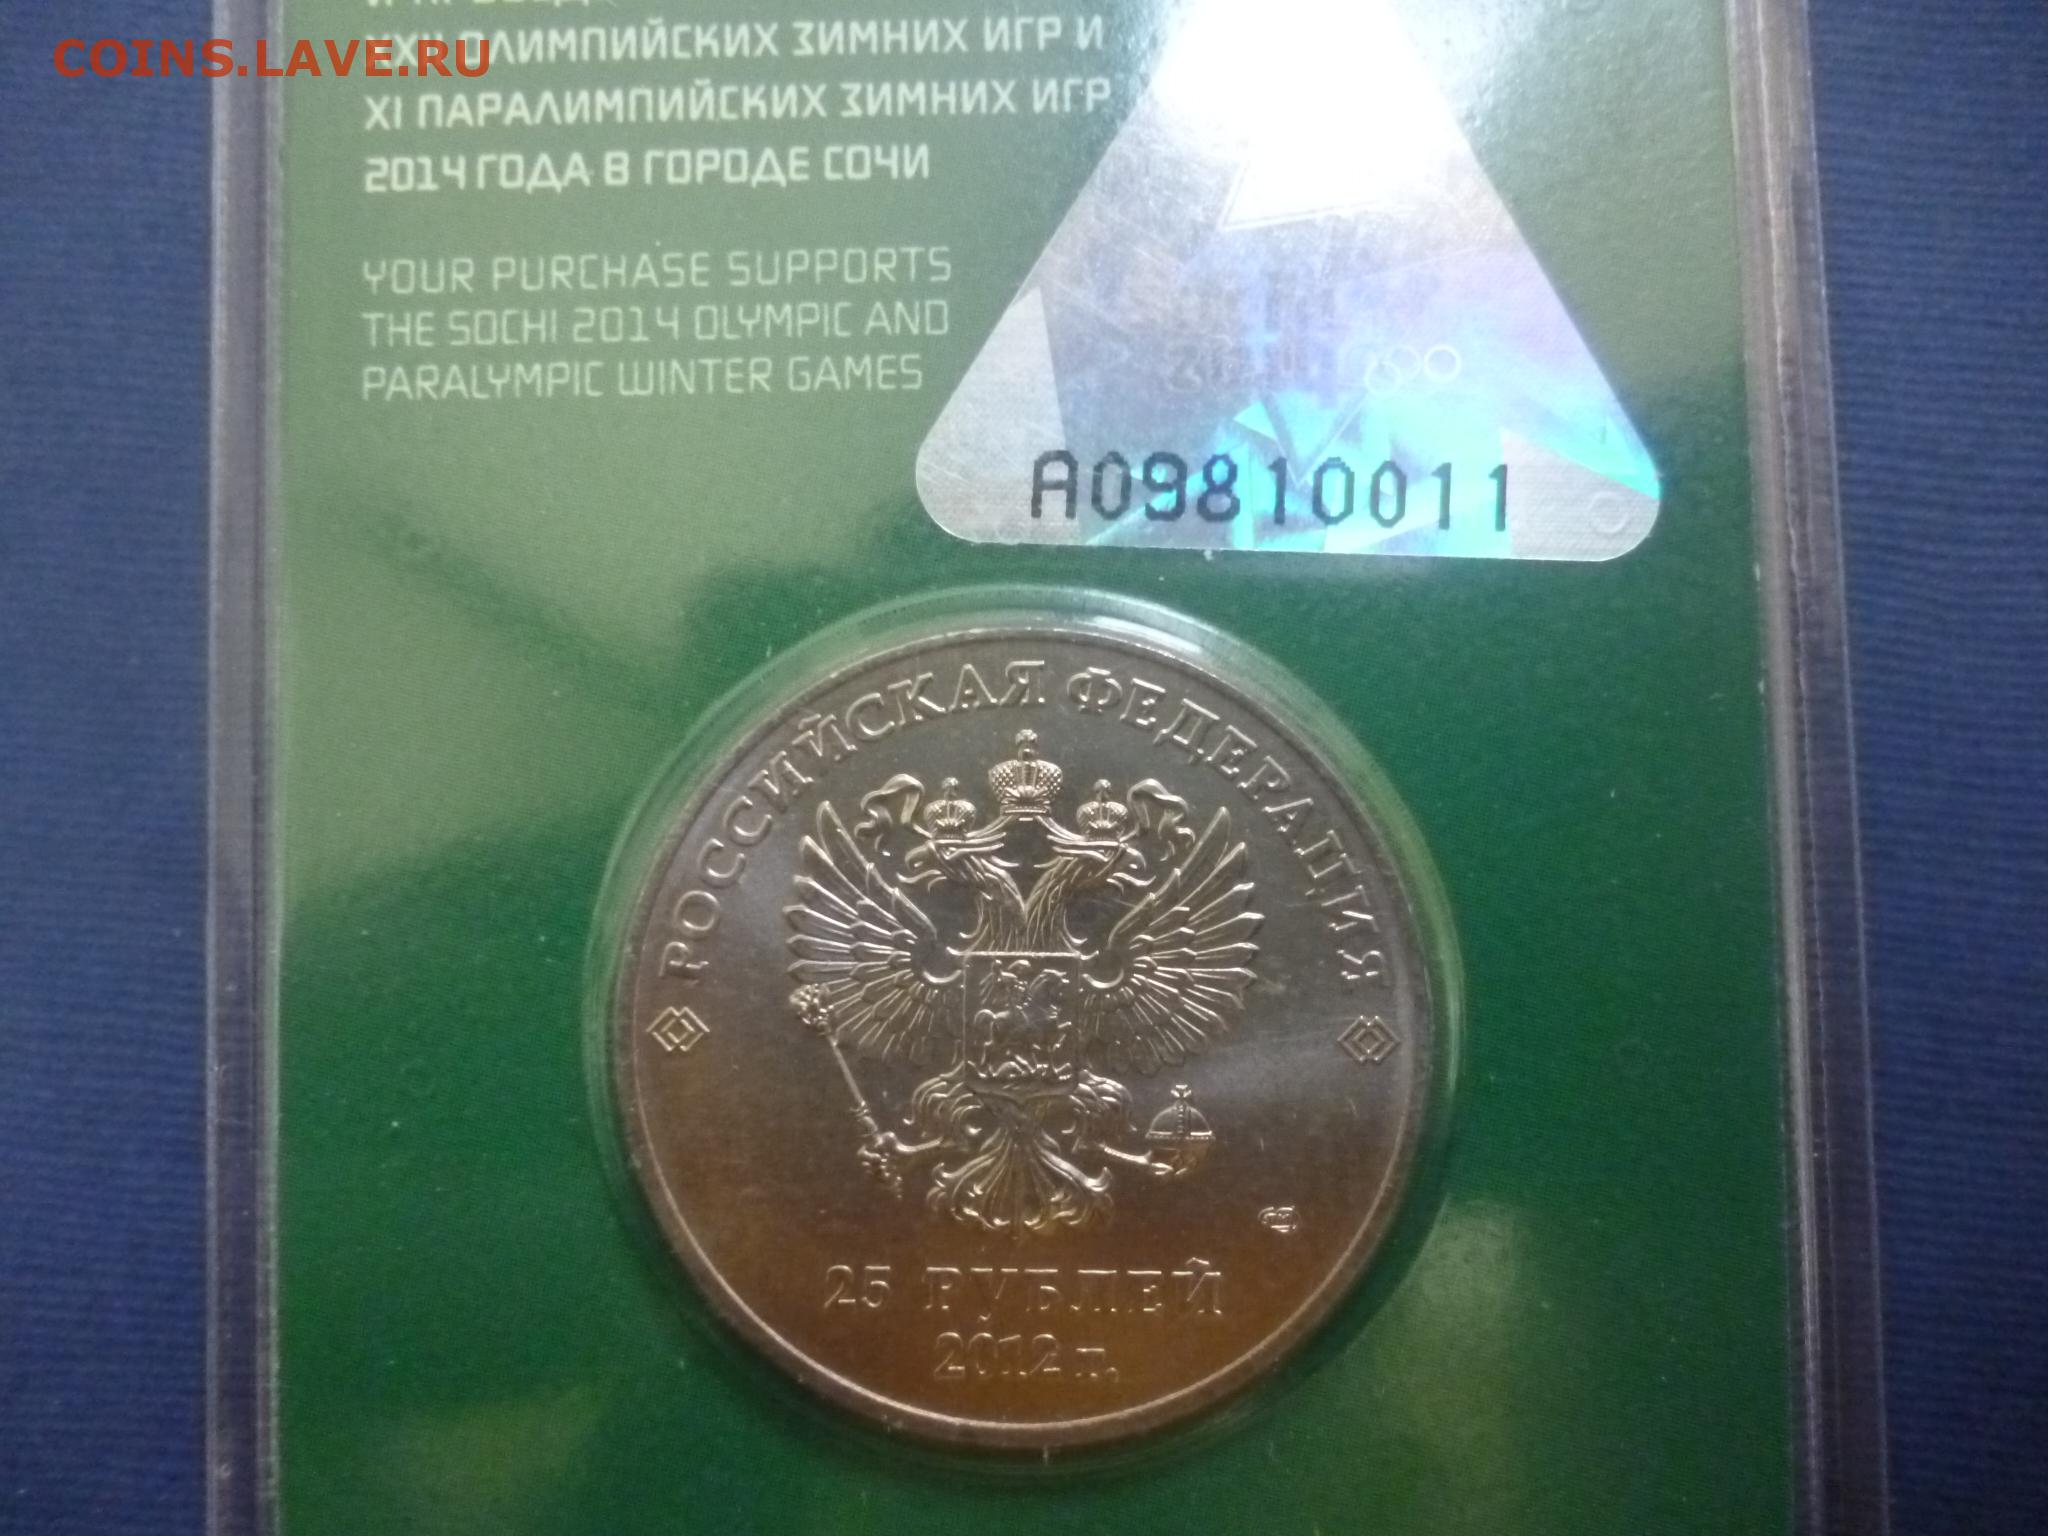 COINS.LAVE.RU
ОЛИМПИЙСКИХ ЗИМНИХ ИГР И
XI ПАРАЛИМПИЙСКИХ ЗИМНИХ ИГР
2014 ГОДА В ГОРОДЕ СОЧИ
YOUR PURCHASE SUPPORTS
THE SOCHI 2014 OLYMPIC AND
PARALYMPIC WINTER GAMES
A09810011
РОССИЙСКАЯ ФЕДЕРАЦИЯ
25 РУБЛЕЙ
2012 г.